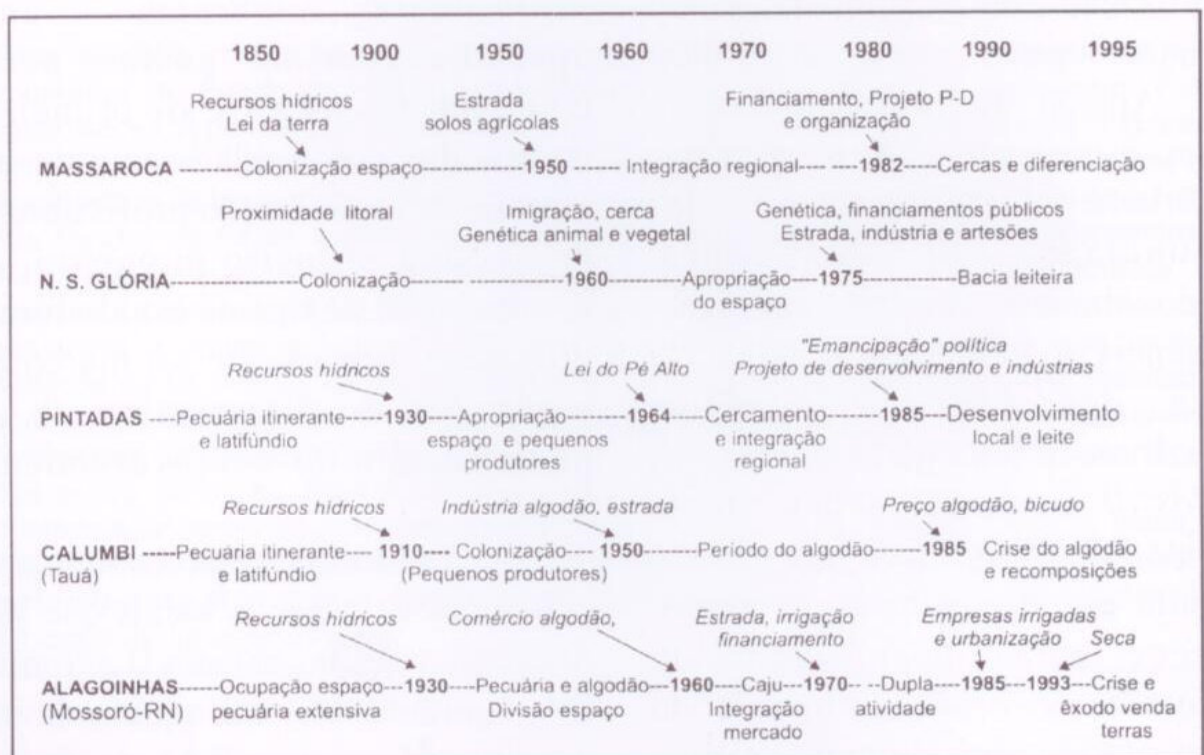 1850 1900 1950 1960 1970 1980 1990 1995
Recursos hídricos Estrada Financiamento, Projeto P-D
Lei da terra solos agrícolas e organização
MASSAROCA Colonização espaço 1950 Integração regional 1982 Cercas e diferenciação
Proximidade litoral Imigração, cerca Genética, financiamentos públicos
Genética animal e vegetal Estrada, indústria e artesões
N. S. GLÓRIA Colonização 1960 Apropriação 1975 Bacia leiteira
do espaço
"Emancipação" política
Recursos hídricos Lei do Pé Alto Projeto de desenvolvimento e indústrias
PINTADAS Pecuária itinerante 1930 Apropriação 1964 Cercamento 1985 Desenvolvimento
e latifúndio espaço e pequenos e integração local e leite
produtores regional
Recursos hídricos Indústria algodão, estrada Preço algodão, bicudo
CALUMBI Pecuária itinerante 1910 Colonização 1950 Periodo do algodão 1985 Crise do algodão
(Tauá) e latifúndio (Pequenos produtores) e recomposições
Recursos hídricos Comércio algodão, Estrada, irrigação Empresas irrigadas
financiamento e urbanização Seca
ALAGOINHAS Ocupação espaço 1930 Pecuária e algodão 1960 Caju 1970 Dupla 1985 1993 Crise e
(Mossoró-RN) pecuária extensiva Divisão espaço Integração atividade êxodo venda
mercado terras